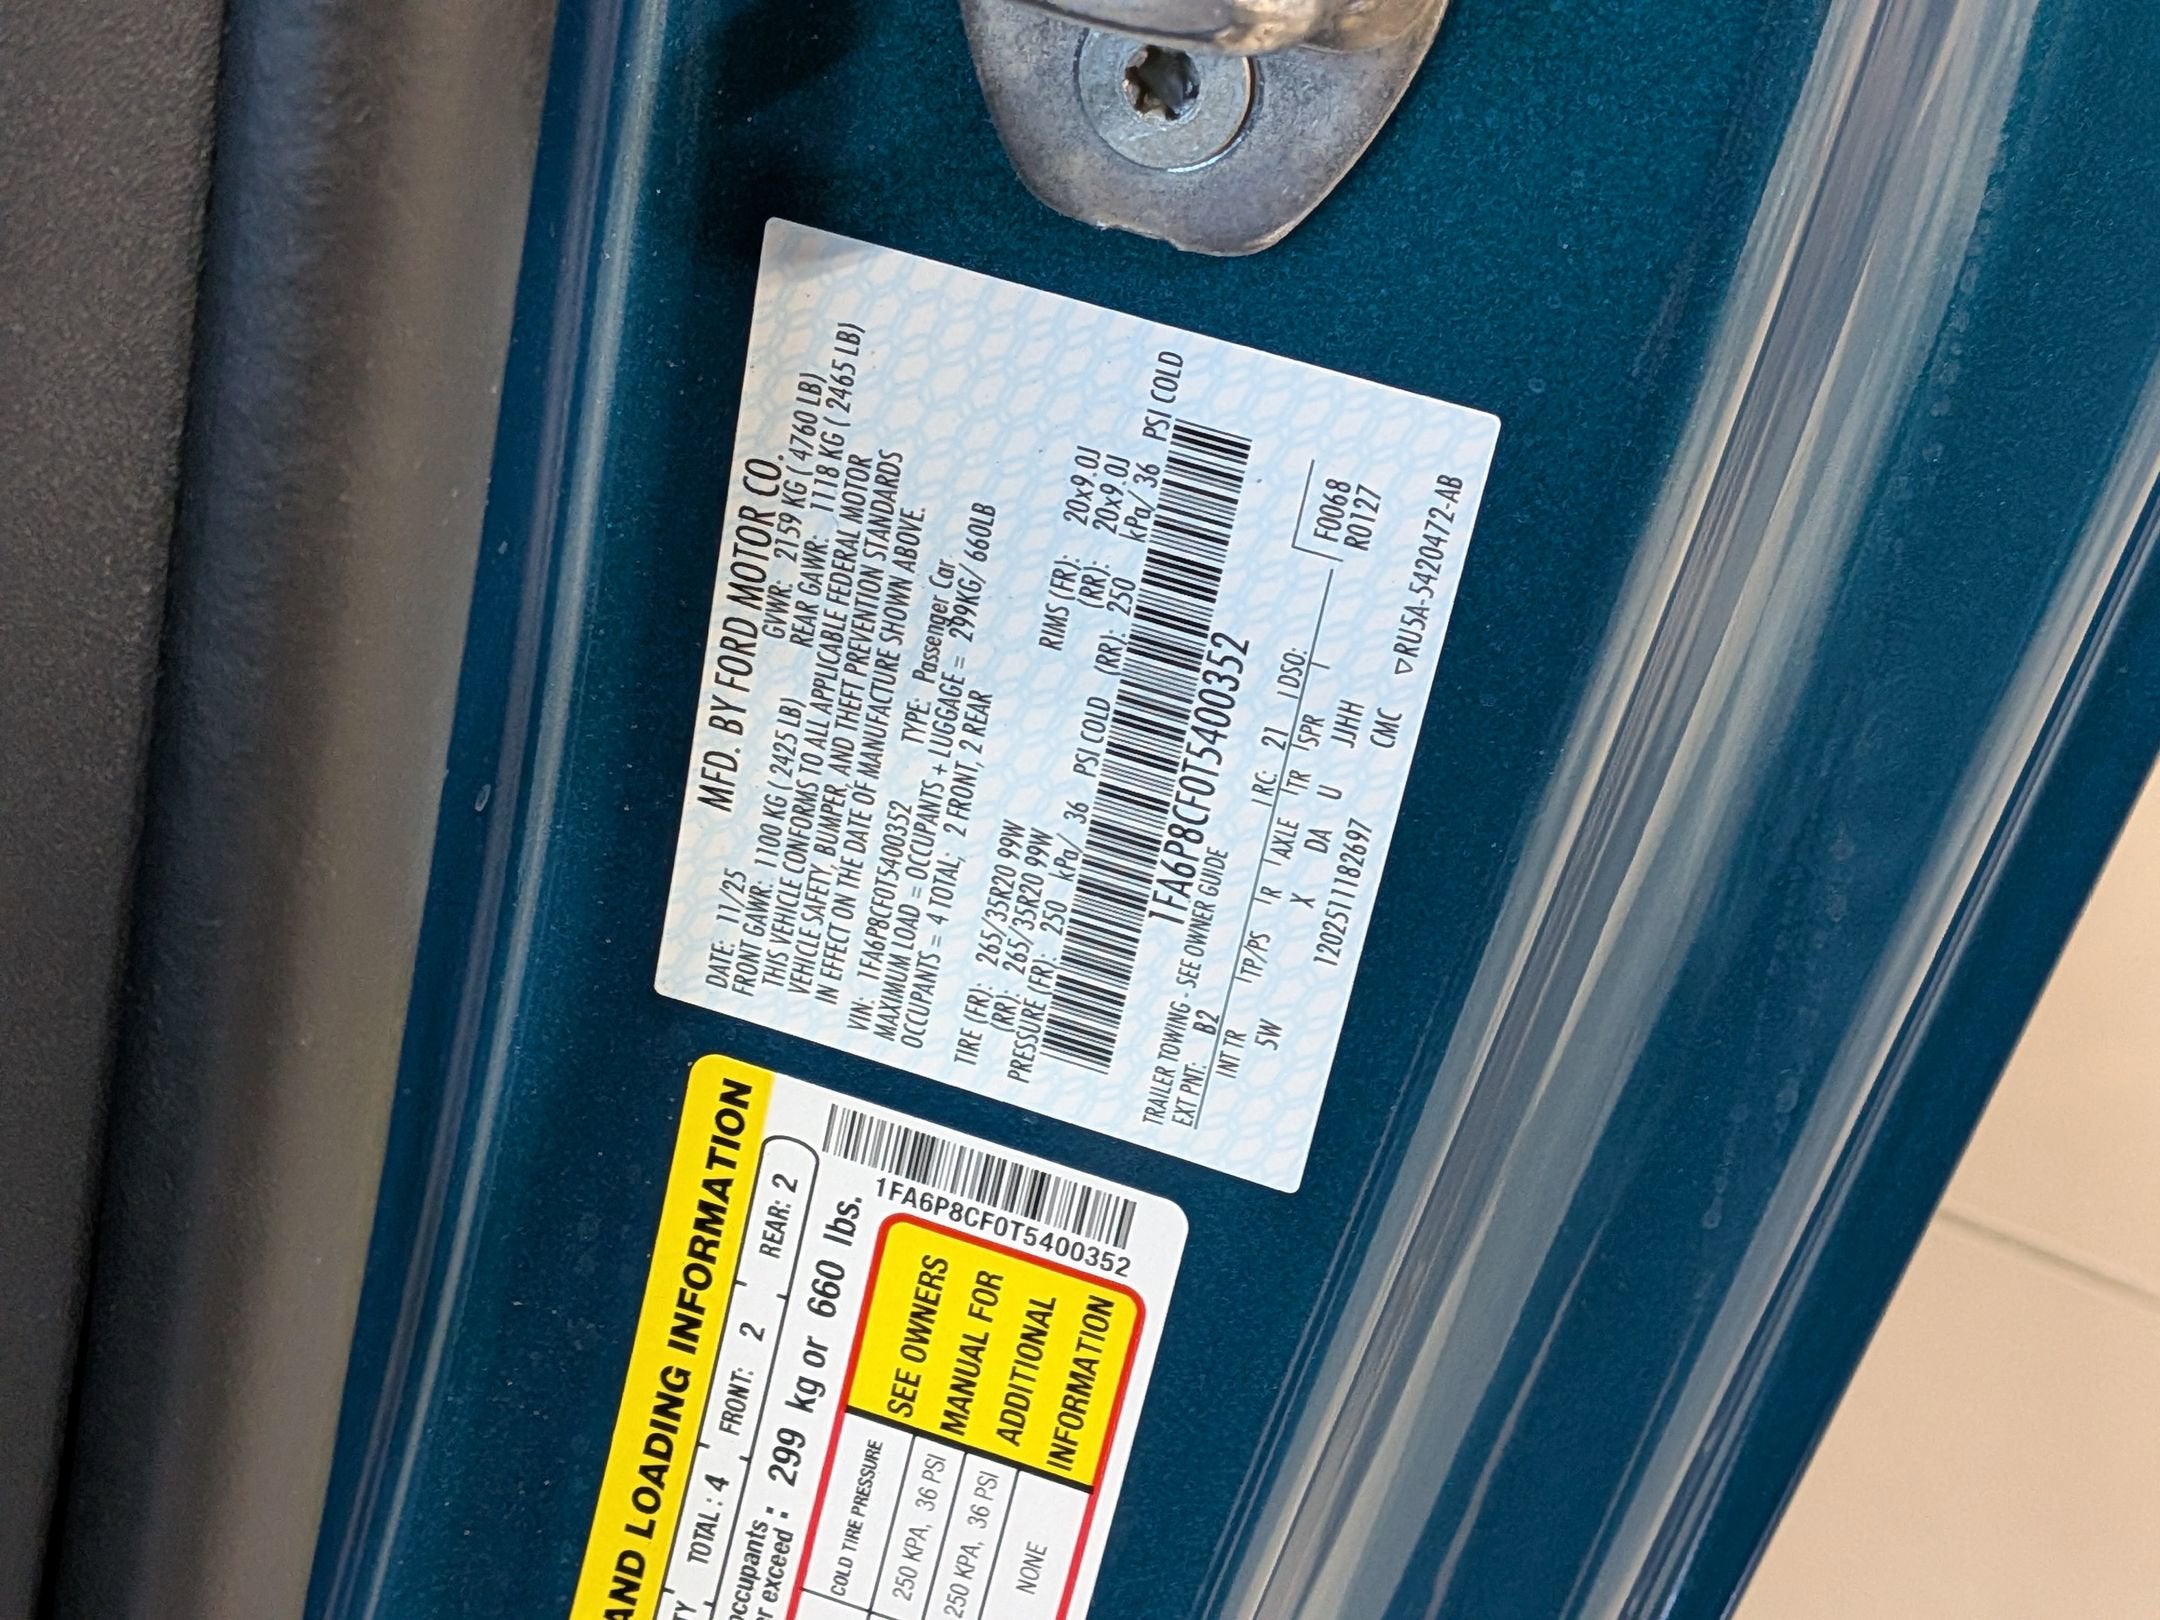 MFD. BY FORD MOTOR CO.
DATE: 11/25 GVWR: 2159 KG ( 4760 LB)
FRONT GAWR: 1100 KG ( 2425 LB) REAR GAWR: 1118 KG ( 2465 LB)
THIS VEHICLE CONFORMS TO ALL APPLICABLE FEDERAL MOTOR
VEHICLE SAFETY, BUMPER, AND THEFT PREVENTION STANDARDS
IN EFFECT ON THE DATE OF MANUFACTURE SHOWN ABOVE.
VIN: 1FA6P8CF0T5400352 TYPE: Passenger Car
MAXIMUM LOAD = OCCUPANTS + LUGGAGE = 299KG/ 660LB
OCCUPANTS = 4 TOTAL, 2 FRONT, 2 REAR
TIRE (FR): 265/35R20 99W RIMS (FR): 20x9.0J
(RR): 265/35R20 99W (RR): 20x9.0J
PRESSURE (FR): 250 kPa/ 36 PSI COLD (RR): 250 kPa/ 36 PSI COLD
1FA6P8CF0T5400352
TRAILER TOWING - SEE OWNER GUIDE
EXT PNT: B2 RC: 21 DSO:
INT TR TP/PS R AXLE TR SPR F0068
5W X DA U JJHH R0127
12025111182697 CMC
▽RU5A-5420472-AB
AND LOADING INFORMATION
TOTAL : 4 FRONT: 2 REAR: 2
occupants
exceed 299 kg or 660 lbs.
1FA6P8CF0T5400352
COLD TIRE PRESSURE
250 KPA, 36 PSI
250 KPA, 36 PSI
NONE
SEE OWNERS
MANUAL FOR
ADDITIONAL
INFORMATION